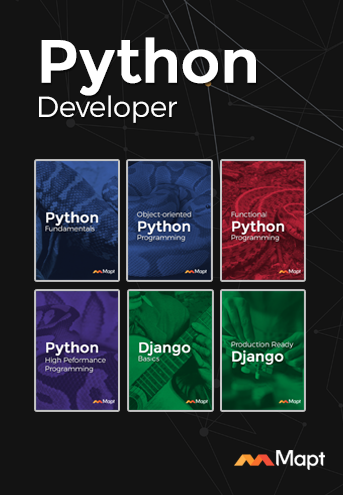 Python
Developer
Python
Fundamentals
Mapt
Object-oriented
Python
Programming
Mapt
Functional
Python
Programming
Mapt
Python
High Peformance
Programming
Mapt
Django
Basics
Mapt
Production Ready
Django
Mapt
Mapt